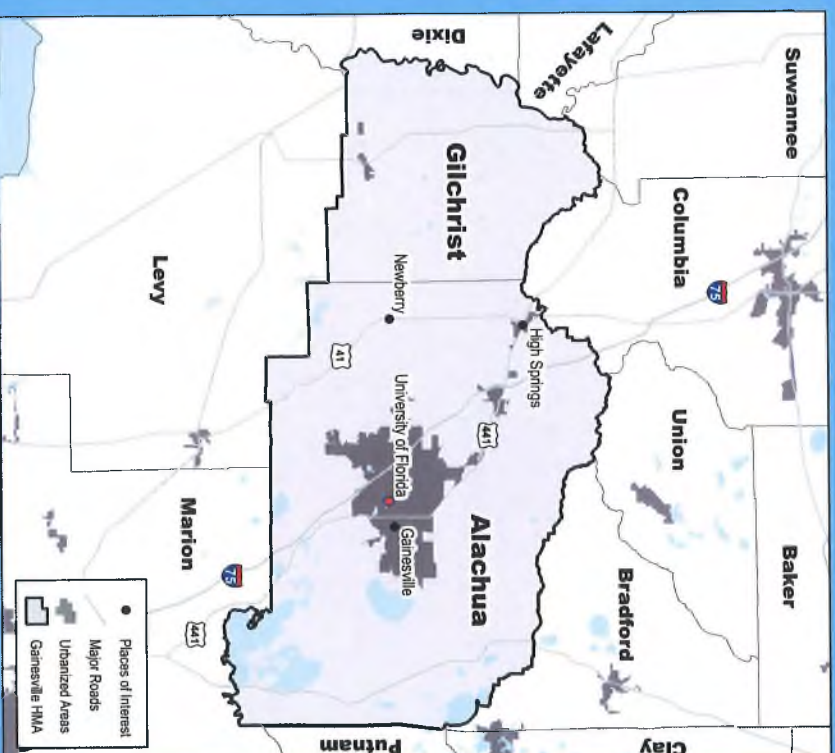 Suwannee
Columbia
Baker
Lafayette
Dixie
Union
Bradford
Clay
75
Gilchrist
High Springs
441
Alachua
Newberry
41
University of Florida
Gainesville
Putnam
Levy
Marion
75
441
Places of Interest
Major Roads
Urbanized Areas
Gainesville HMA